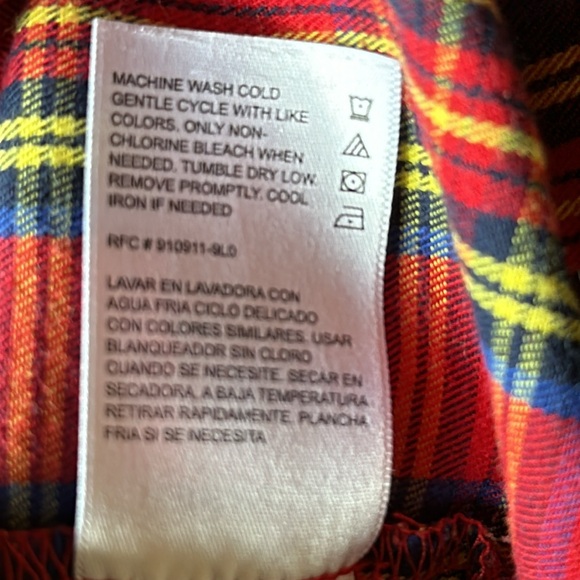 MACHINE WASH COLD
GENTLE CYCLE WITH LIKE
COLORS. ONLY NON-
CHLORINE BLEACH WHEN
NEEDED. TUMBLE DRY LOW.
REMOVE PROMPTLY. COOL
IRON IF NEEDED
RFC # 910911-9L0
LAVAR EN LAVADORA CON
AGUA FRIA CICLO DELICADO
CON COLORES SIMILARES. USAR
BLANQUEADOR SIN CLORO
CUANDO SE NECESITE. SECAR EN
SECADORA. A BAJA TEMPERATURA
RETIRAR RAPIDAMENTE. PLANCHA
FRIA SI SE NECESITA